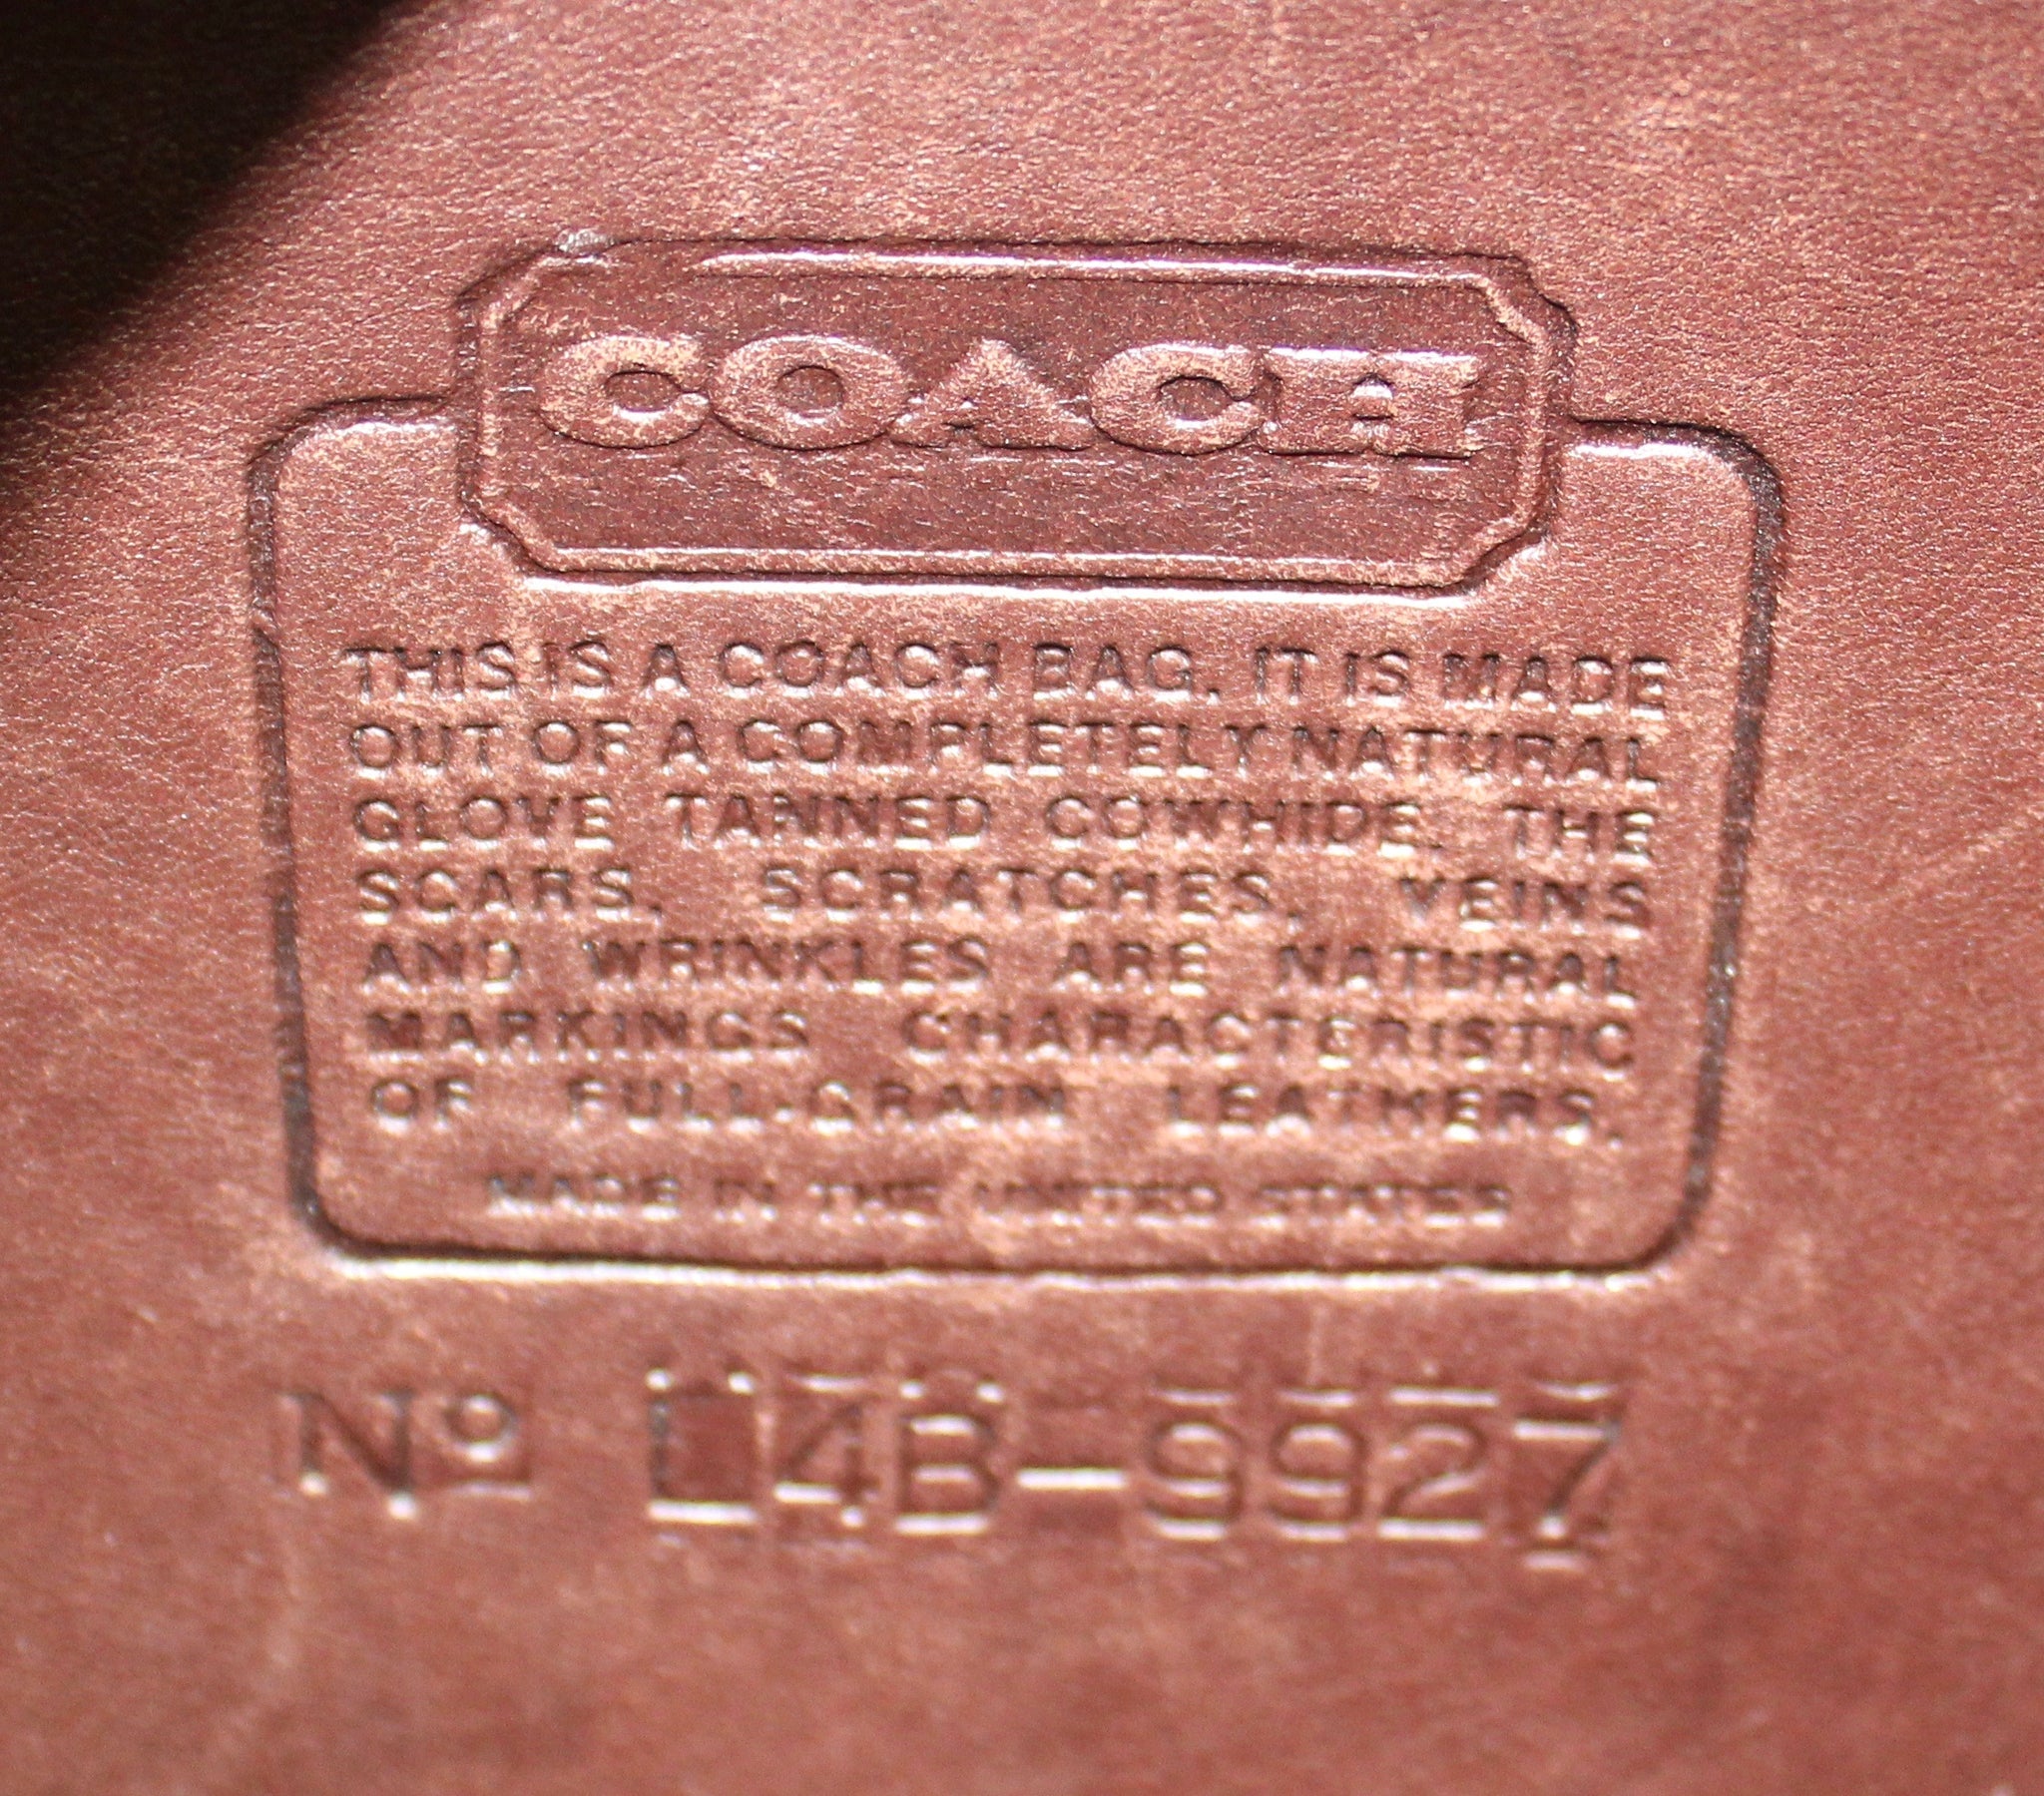 COACH
THIS IS A COACH BAG. IT IS MADE
OUT OF A COMPLETELY NATURAL
GLOVE TANNED COWHIDE. THE
SCARS, SCRATCHES, VEINS
AND WRINKLES ARE NATURAL
MARKINGS CHARACTERISTIC
OF FULL-GRAIN LEATHERS.
MADE IN THE UNITED STATES
Nº L4B-9927